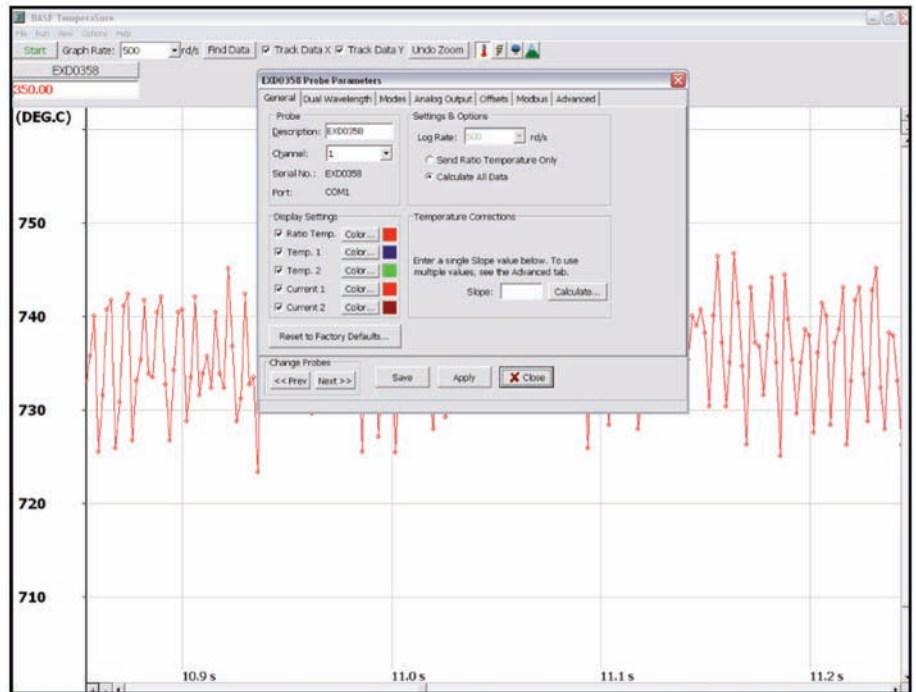 BASF TemperaSure
File Run View Options Help
Start Graph Rate: 500 rd/s Find Data Track Data X Track Data Y Undo Zoom
EXD0358
350.00
(DEG.C)
EXD0358 Probe Parameters
General Dual Wavelength Modes Analog Output Offsets Modbus Advanced
Probe
Description: EXD0358
Channel: 1
Serial No.: EXD0358
Port: COM1
Settings & Options
Log Rate: 500 rd/s
Send Ratio Temperature Only
Calculate All Data
Display Settings
Ratio Temp. Color...
Temp. 1 Color...
Temp. 2 Color...
Current 1 Color...
Current 2 Color...
Temperature Corrections
Enter a single Slope value below. To use
multiple values, see the Advanced tab.
Slope: Calculate...
Reset to Factory Defaults...
Change Probes
<< Prev Next >> Save Apply Close
750
740
730
720
710
10.9 s 11.0 s 11.1 s 11.2 s